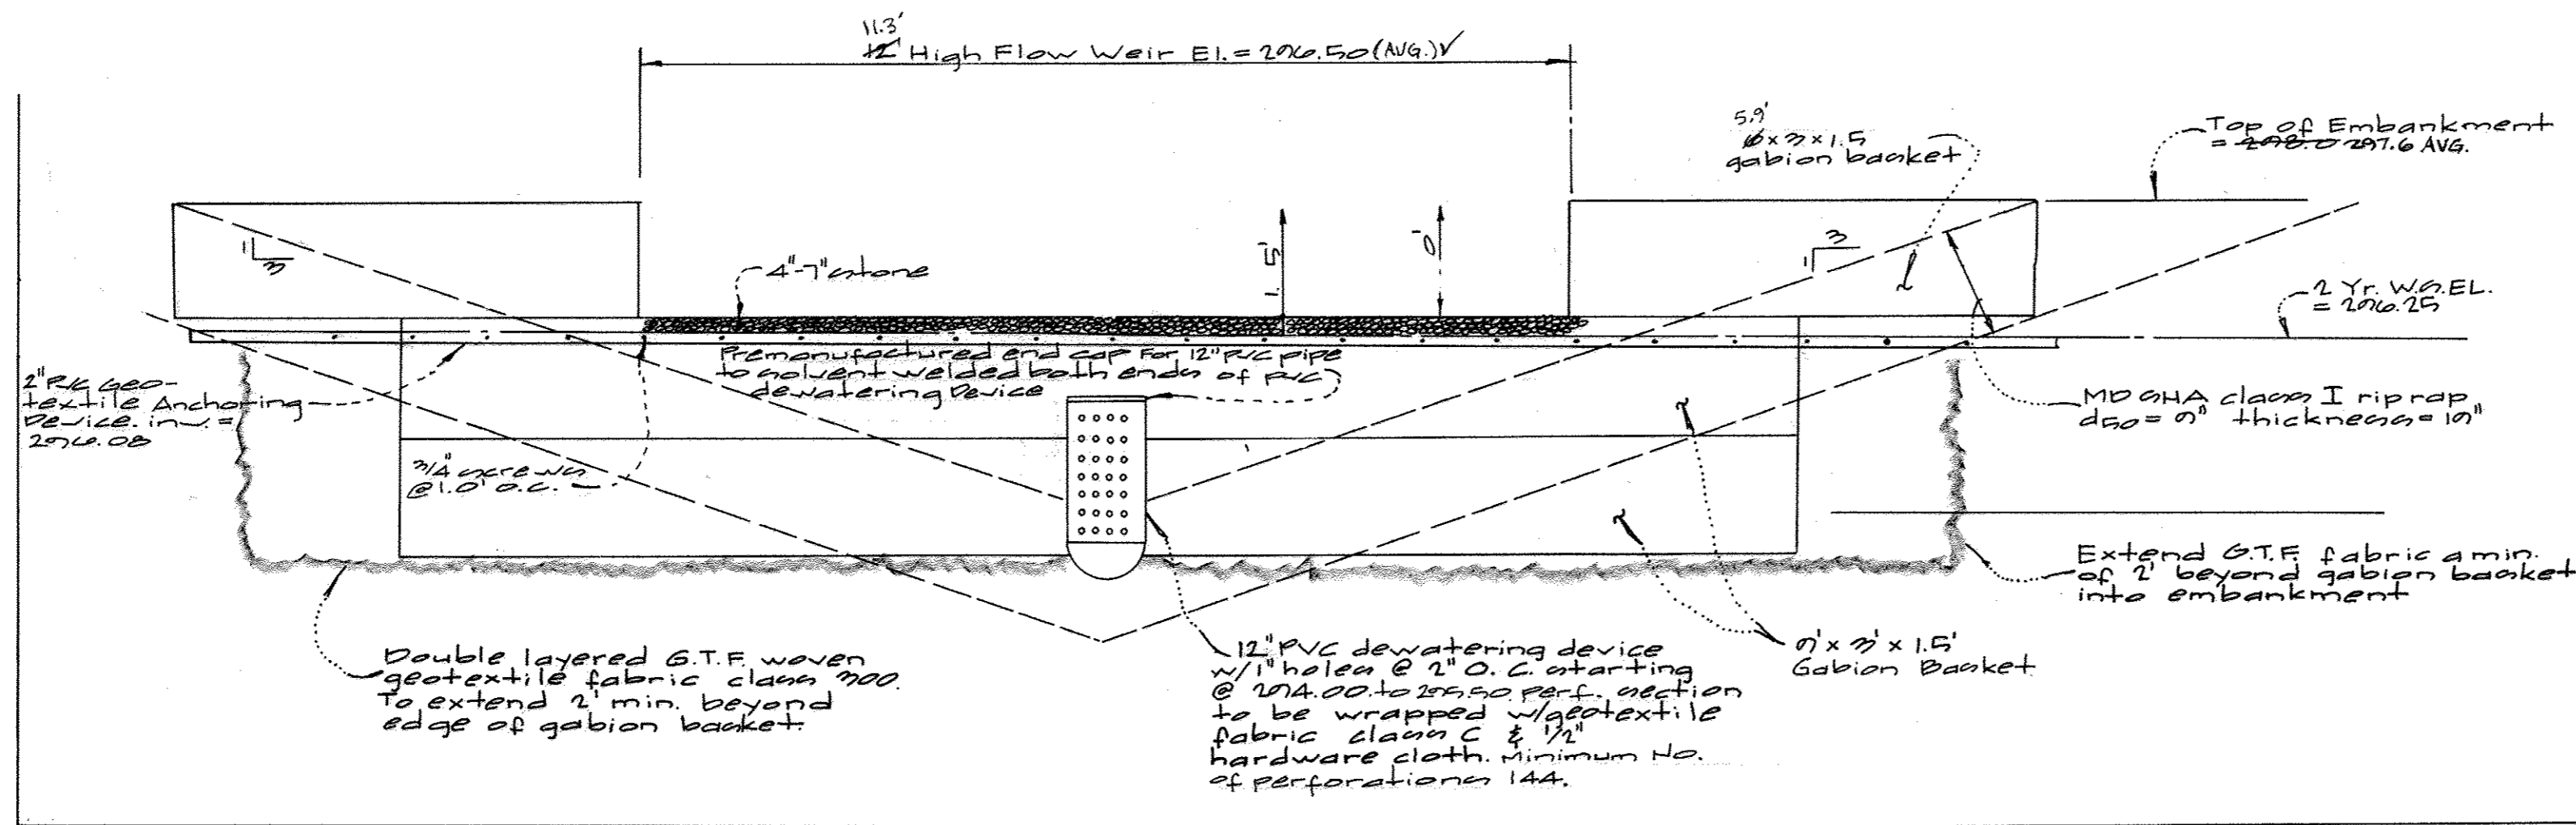 11.3'
12' High Flow Weir El. = 296.50 (AVG.) √
5.9'
6 x 3 x 1.5
gabion basket
Top of Embankment
= 298.0 297.6 AVG.
1
3
4"-7" stone
1.5'
0'
1
3
2 Yr. W.S. EL.
= 296.25
Premanufactured end cap For 12" PVC pipe
to solvent welded both ends of PVC
dewatering Device
2" PVC Geo-
textile Anchoring
Device. inv. =
296.08
3/4" screws
@ 1.0' O.C.
MD SHA class I rip rap
d50 = 9" thickness = 19"
Extend G.T.F. fabric a min.
of 2' beyond gabion basket
into embankment
Double layered G.T.F. woven
geotextile fabric class 300.
To extend 2' min. beyond
edge of gabion basket.
12" PVC dewatering device
w/1" holes @ 2" O.C. starting
@ 294.00 to 295.50 perf. section
to be wrapped w/geotextile
fabric class C & 1/2"
hardware cloth. Minimum No.
of perforations 144.
9' x 3' x 1.5'
Gabion Basket